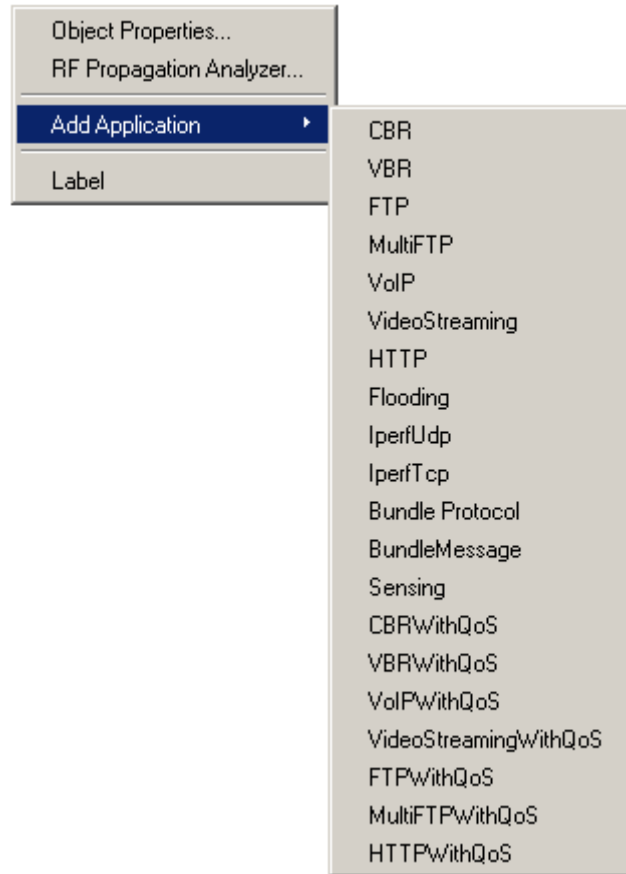 Object Properties...
RF Propagation Analyzer...
Add Application
Label
CBR
VBR
FTP
MultiFTP
VoIP
VideoStreaming
HTTP
Flooding
IperfUdp
IperfTcp
Bundle Protocol
BundleMessage
Sensing
CBRWithQoS
VBRWithQoS
VoIPWithQoS
VideoStreamingWithQoS
FTPWithQoS
MultiFTPWithQoS
HTTPWithQoS